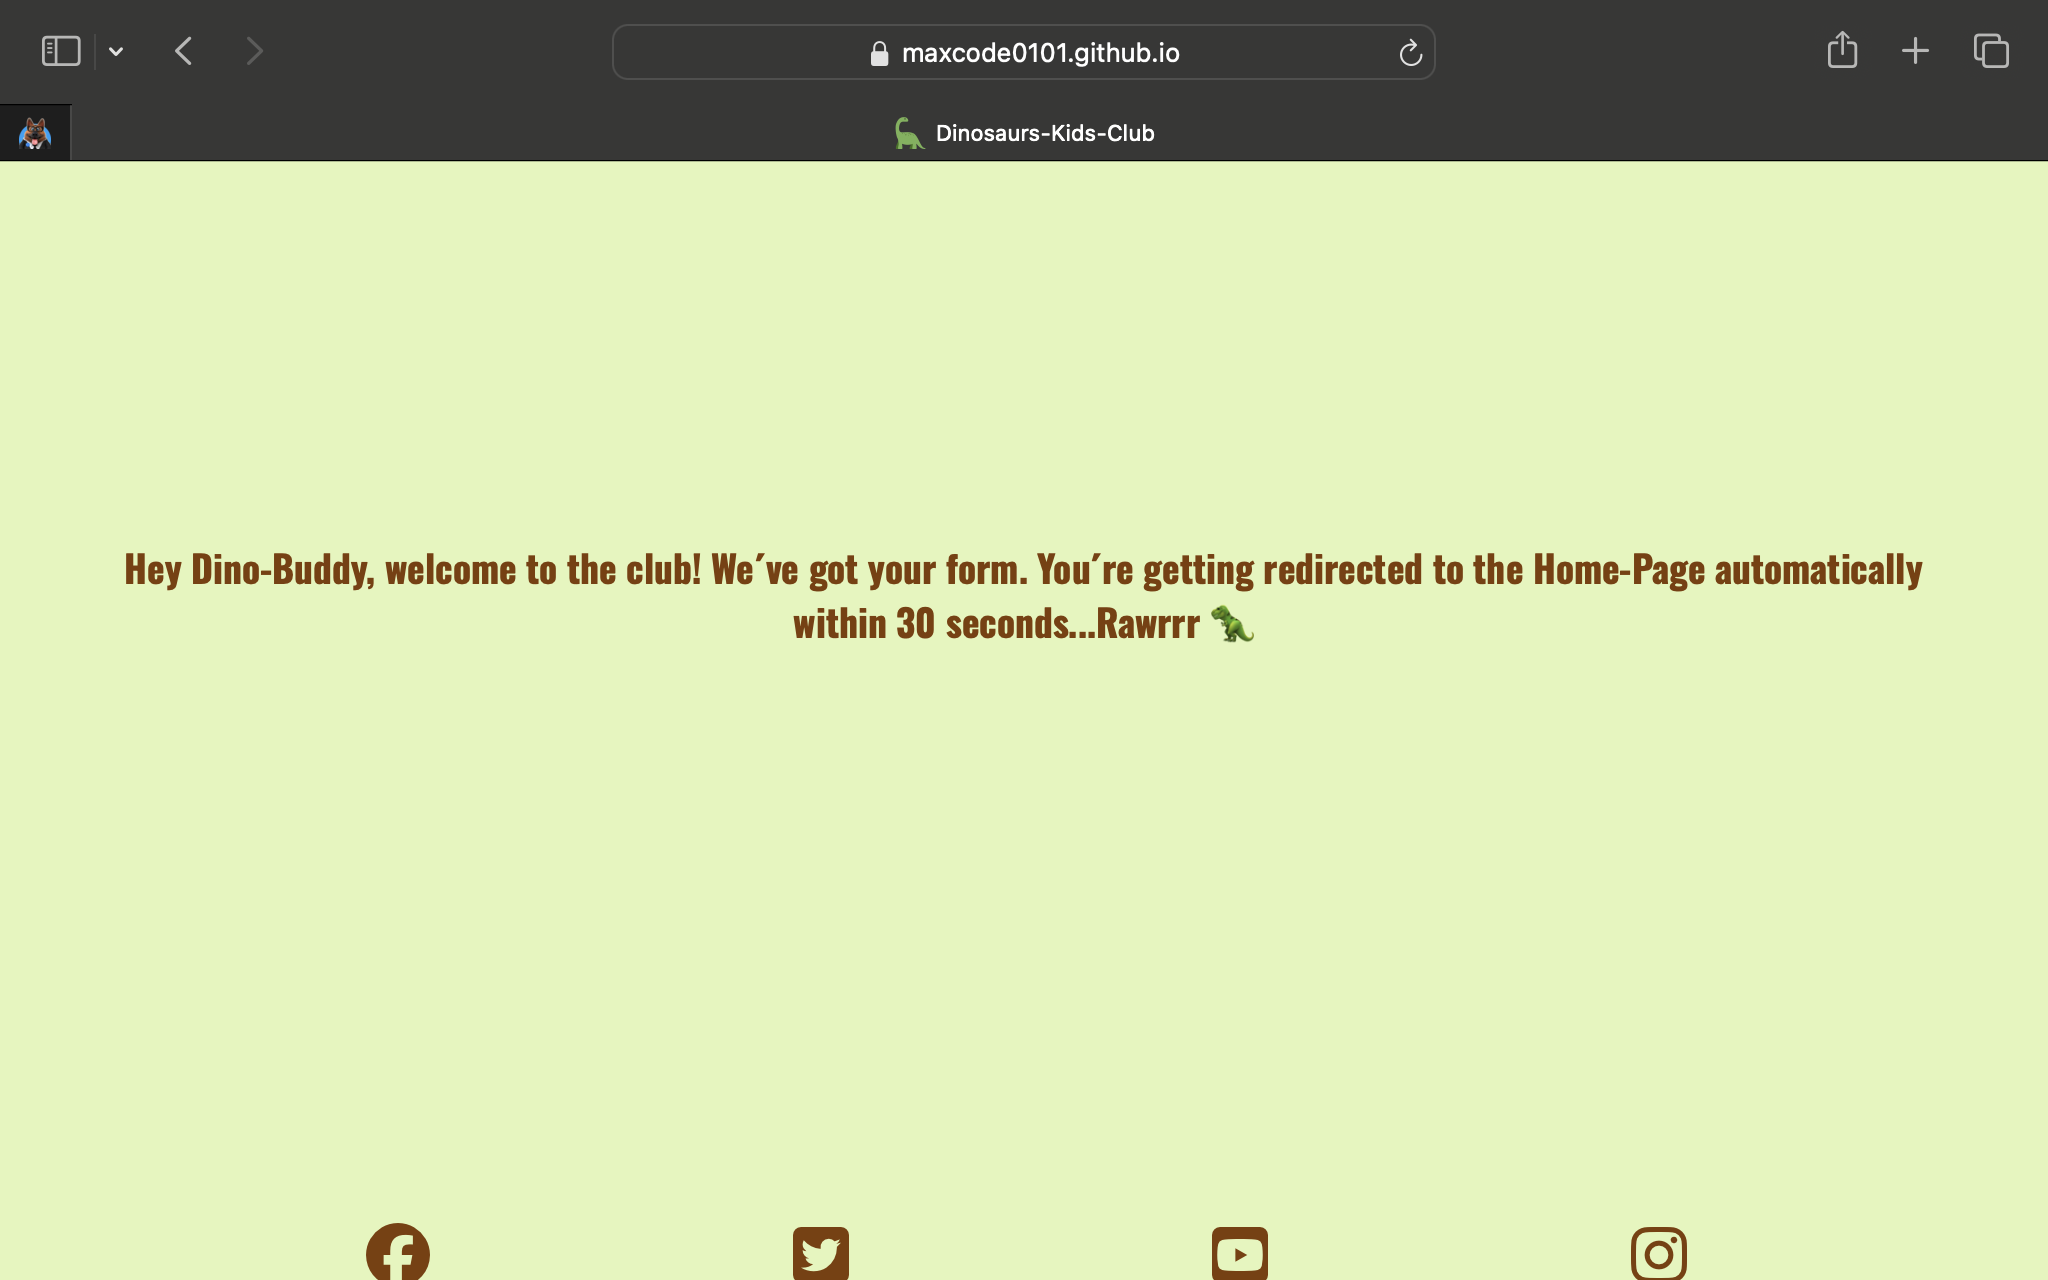 maxcode0101.github.io
Dinosaurs-Kids-Club
Hey Dino-Buddy, welcome to the club! We´ve got your form. You´re getting redirected to the Home-Page automatically
within 30 seconds...Rawrrr 🦖